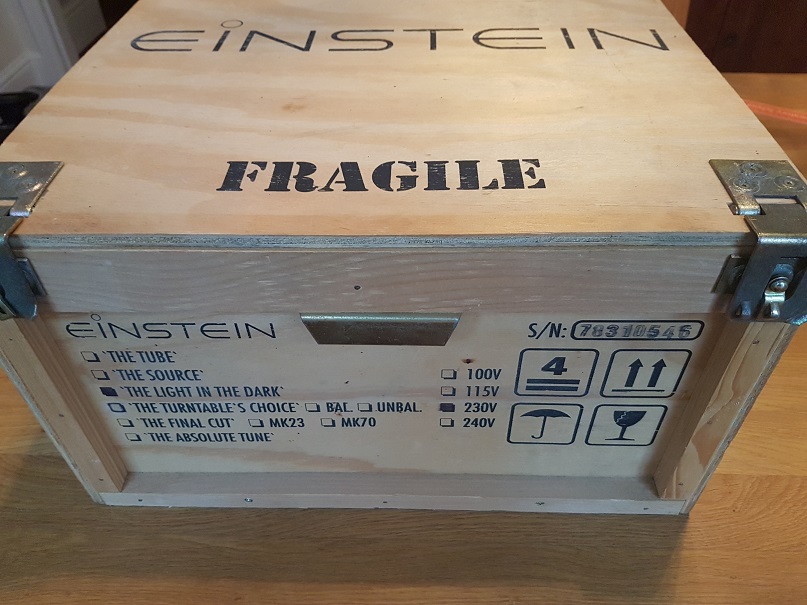 EINSTEIN
FRAGILE
EINSTEIN
S/N: 78310546
'THE TUBE'
'THE SOURCE'
'THE LIGHT IN THE DARK'
'THE TURNTABLE'S CHOICE' BAL. UNBAL.
'THE FINAL CUT' MK23 MK70
'THE ABSOLUTE TUNE'
100V
115V
230V
240V
4